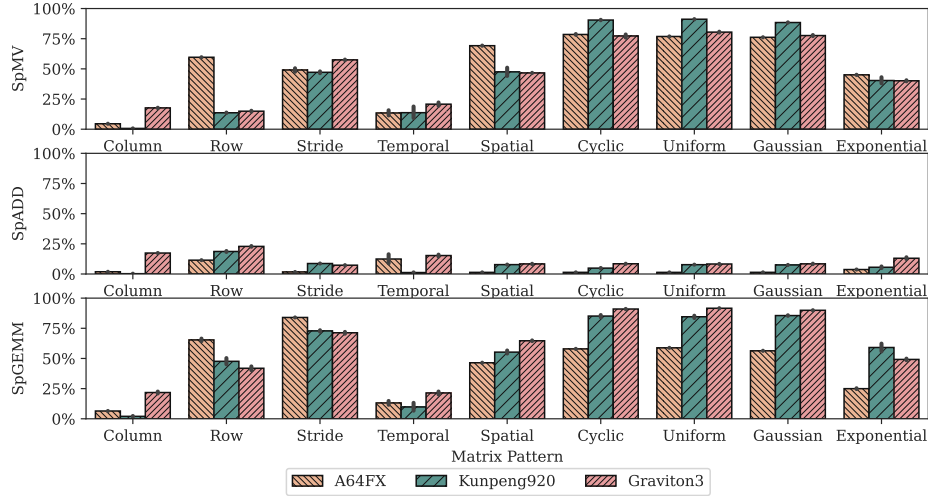 SpMV
100%
75%
50%
25%
0%
Column Row Stride Temporal Spatial Cyclic Uniform Gaussian Exponential
SpADD
75%
50%
25%
0%
Column Row Stride Temporal Spatial Cyclic Uniform Gaussian Exponential
SpGEMM
100%
75%
50%
25%
0%
Column Row Stride Temporal Spatial Cyclic Uniform Gaussian Exponential
Matrix Pattern
A64FX Kunpeng920 Graviton3